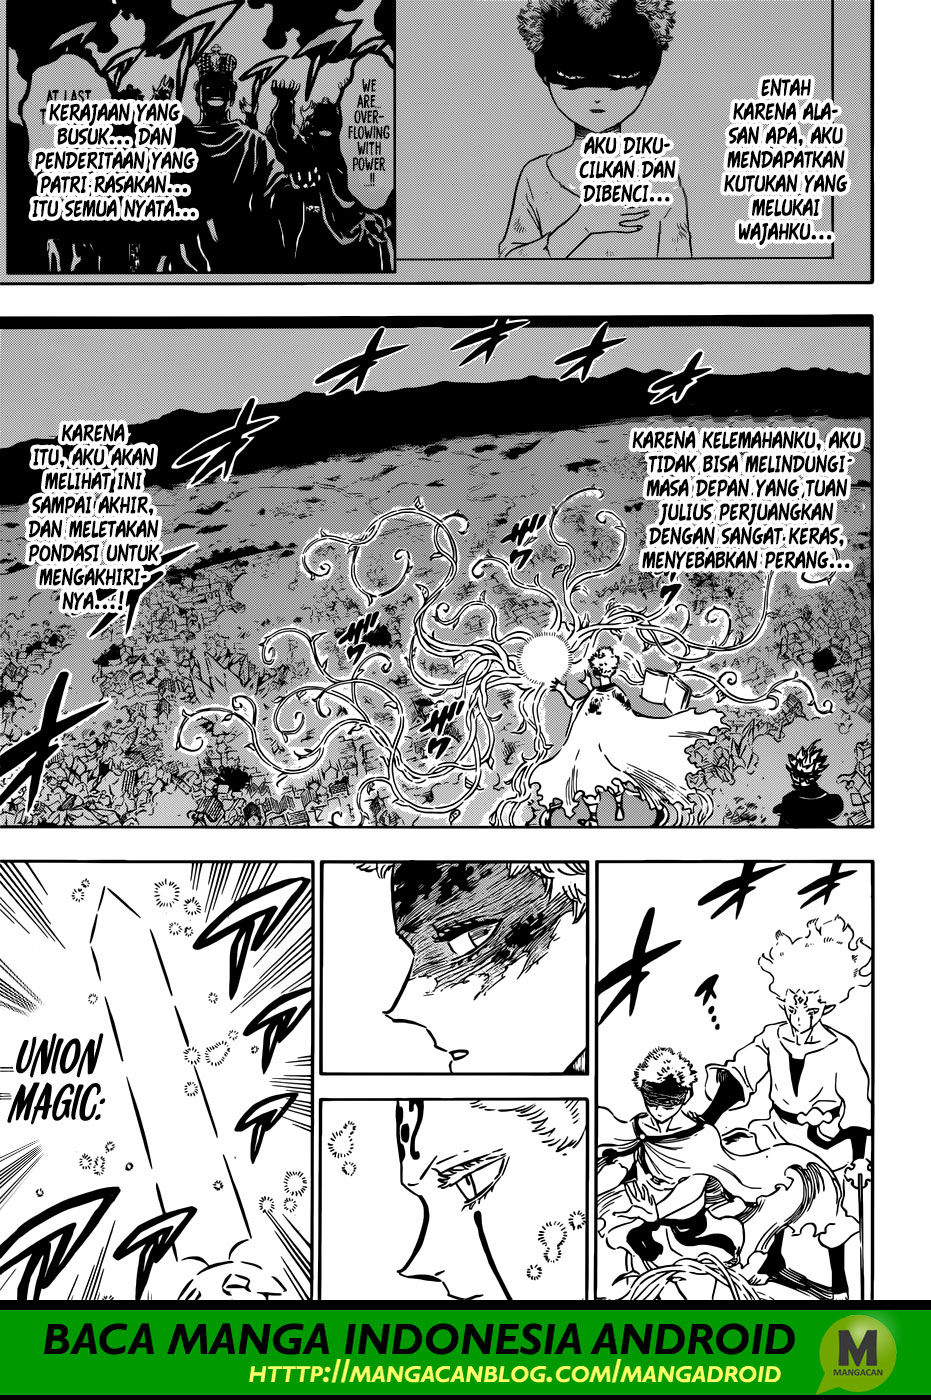 ENTAH
KARENA ALA-
SAN APA, AKU
MENDAPATKAN
KUTUKAN YANG
MELUKAI
WAJAHKU...
AKU DIKU-
CILKAN DAN
DIBENCI...
WE
ARE...
OVER-
FLOWING
WITH
POWER
...!!
AT LAST
KERAJAAN YANG
BUSUK... DAN
PENDERITAAN YANG
PATRI RASAKAN...
ITU SEMUA NYATA...
KARENA KELEMAHANKU, AKU
TIDAK BISA MELINDUNGI
MASA DEPAN YANG TUAN
JULIUS PERJUANGKAN
DENGAN SANGAT KERAS,
MENYEBABKAN PERANG...
KARENA
ITU, AKU AKAN
MELIHAT INI
SAMPAI AKHIR,
DAN MELETAKAN
PONDASI UNTUK
MENGAKHIRI-
NYA...!
ス...
UNION
MAGIC:
BACA MANGA INDONESIA ANDROID
HTTTP://MANGACANBLOG.COM/MANGADROID
M
MANGACAN